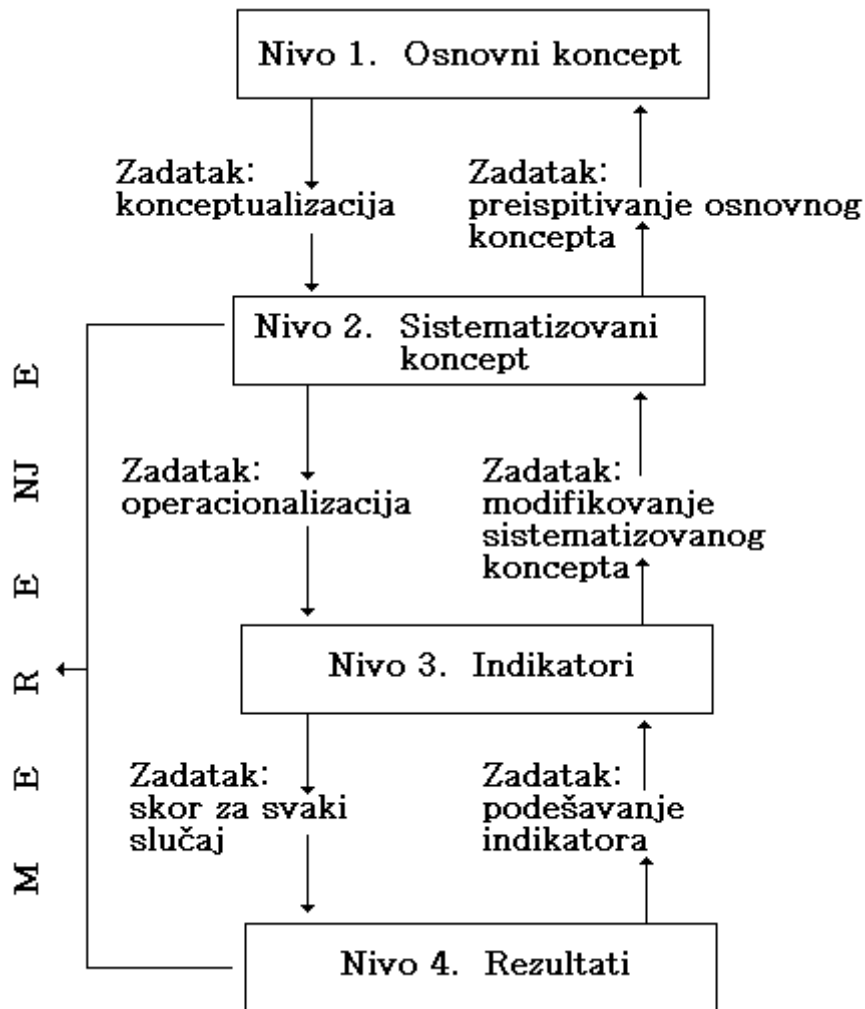 Nivo 1. Osnovni koncept
Zadatak:
konceptualizacija
Zadatak:
preispitivanje osnovnog
koncepta
Nivo 2. Sistematizovani
koncept
Zadatak:
operacionalizacija
Zadatak:
modifikovanje
sistematizovanog
koncepta
Nivo 3. Indikatori
Zadatak:
skor za svaki
slučaj
Zadatak:
podešavanje
indikatora
Nivo 4. Rezultati
M E R E NJ E